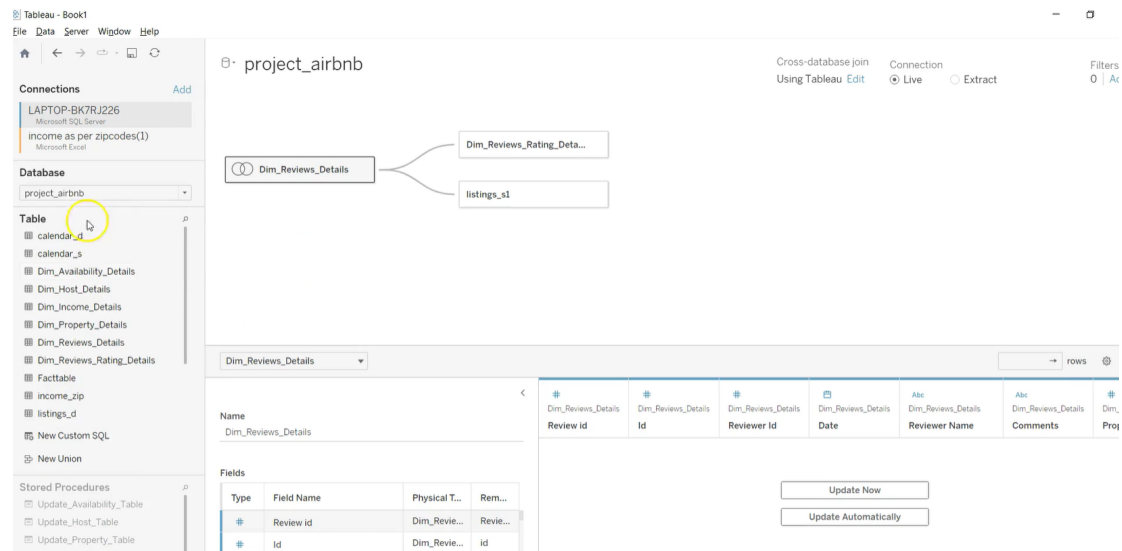 Tableau - Book1
File Data Server Window Help
Connections Add
LAPTOP-BK7RJ226
Microsoft SQL Server
income as per zipcodes(1)
Microsoft Excel
Database
project_airbnb
Table
calendar_d
calendar_s
Dim_Availability_Details
Dim_Host_Details
Dim_Income_Details
Dim_Property_Details
Dim_Reviews_Details
Dim_Reviews_Rating_Details
Facttable
income_zip
listings_d
New Custom SQL
New Union
Stored Procedures
Update_Availability_Table
Update_Host_Table
Update_Property_Table
project_airbnb
Cross-database join
Using Tableau Edit
Connection
Live Extract
Filters
0 Ac
Dim_Reviews_Details
Dim_Reviews_Rating_Deta...
listings_s1
Dim_Reviews_Details
rows
Name
Dim_Reviews_Details
Fields
Type Field Name Physical T... Rem...
# Review id Dim_Revie... Revie...
# Id Dim_Revie... id
# # # Abc Abc #
Dim_Reviews_Details Dim_Reviews_Details Dim_Reviews_Details Dim_Reviews_Details Dim_Reviews_Details Dim_Reviews_Details Dim_
Review id Id Reviewer Id Date Reviewer Name Comments Prop
Update Now
Update Automatically